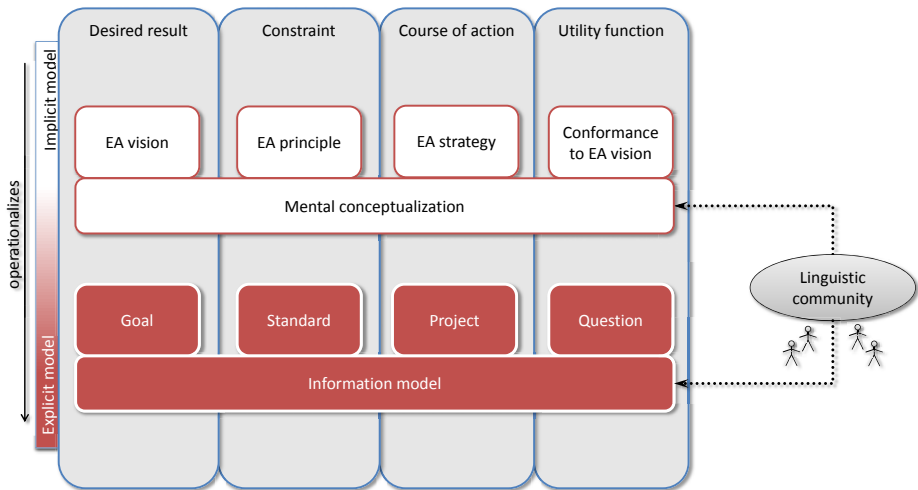 Desired result
Constraint
Course of action
Utility function
Implicit model
operationalizes
Explicit model
EA vision
EA principle
EA strategy
Conformance
to EA vision
Mental conceptualization
Linguistic
community
Goal
Standard
Project
Question
Information model